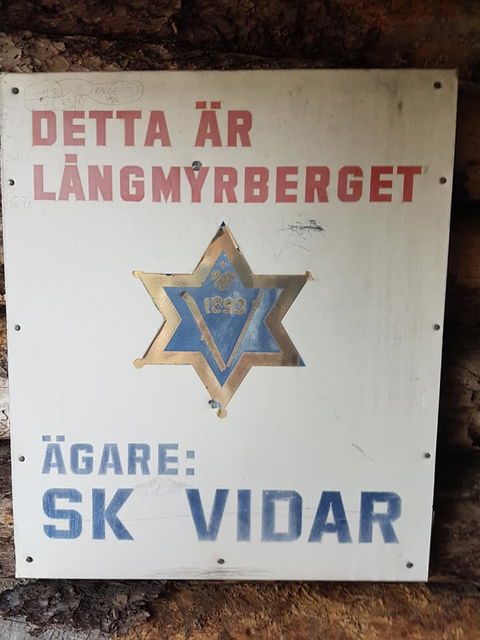 DETTA ÄR
LÅNGMYRBERGET
1893
ÄGARE:
SK VIDAR